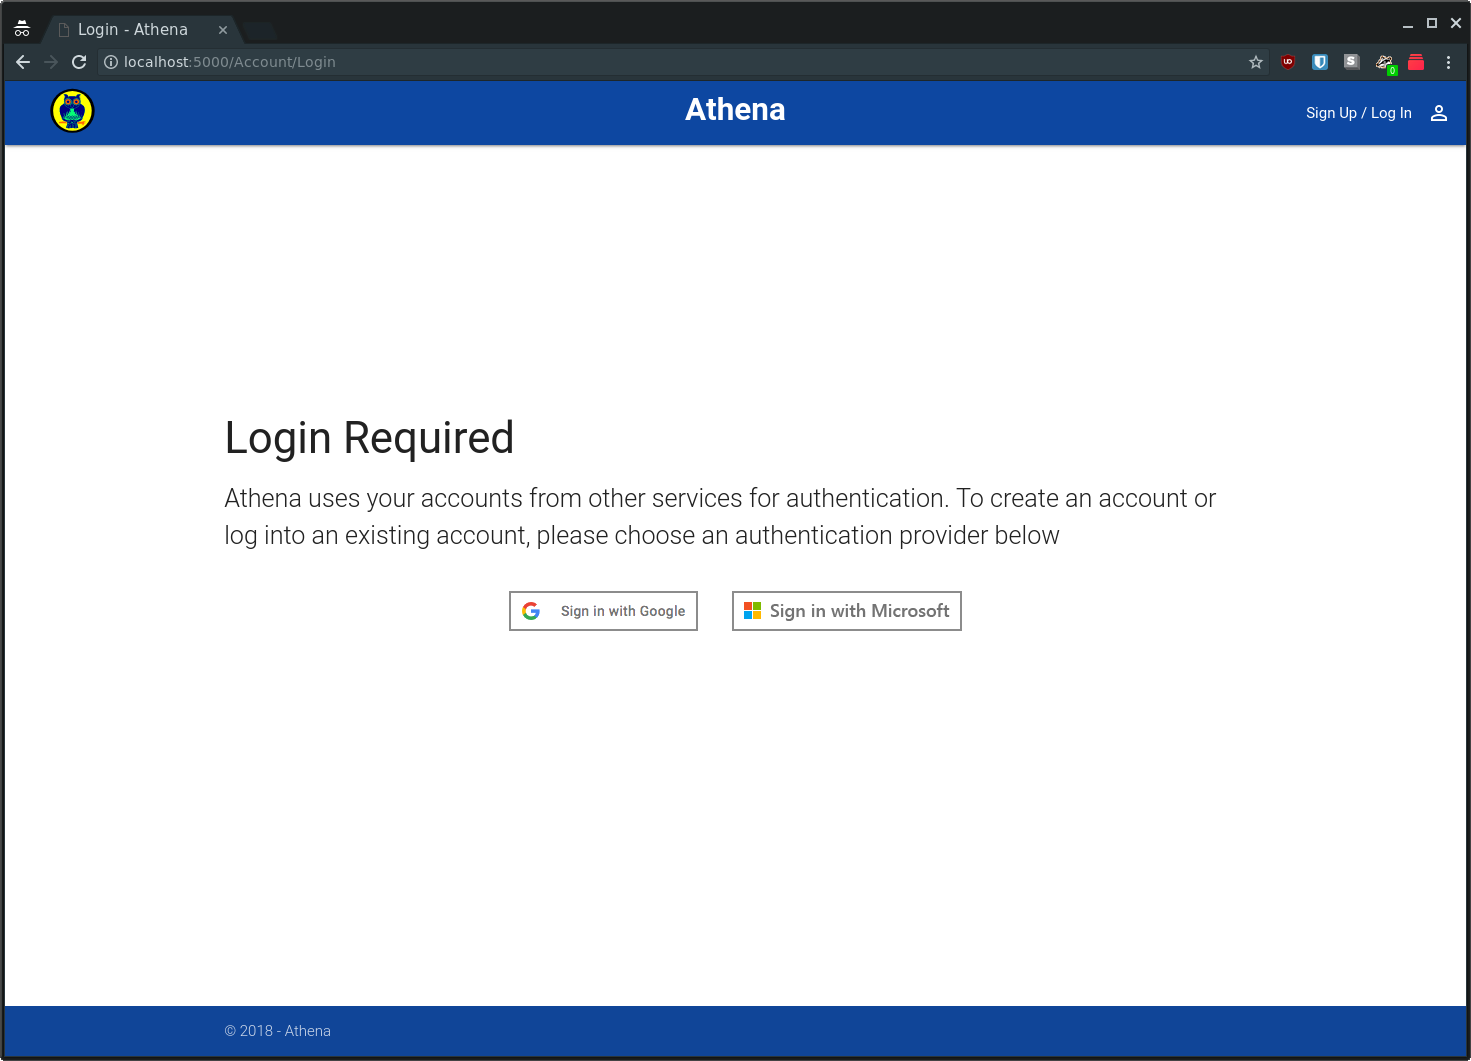 Login - Athena
localhost:5000/Account/Login
UO
S
0
Athena
Sign Up / Log In
Login Required
Athena uses your accounts from other services for authentication. To create an account or
log into an existing account, please choose an authentication provider below
Sign in with Google
Sign in with Microsoft
© 2018 - Athena